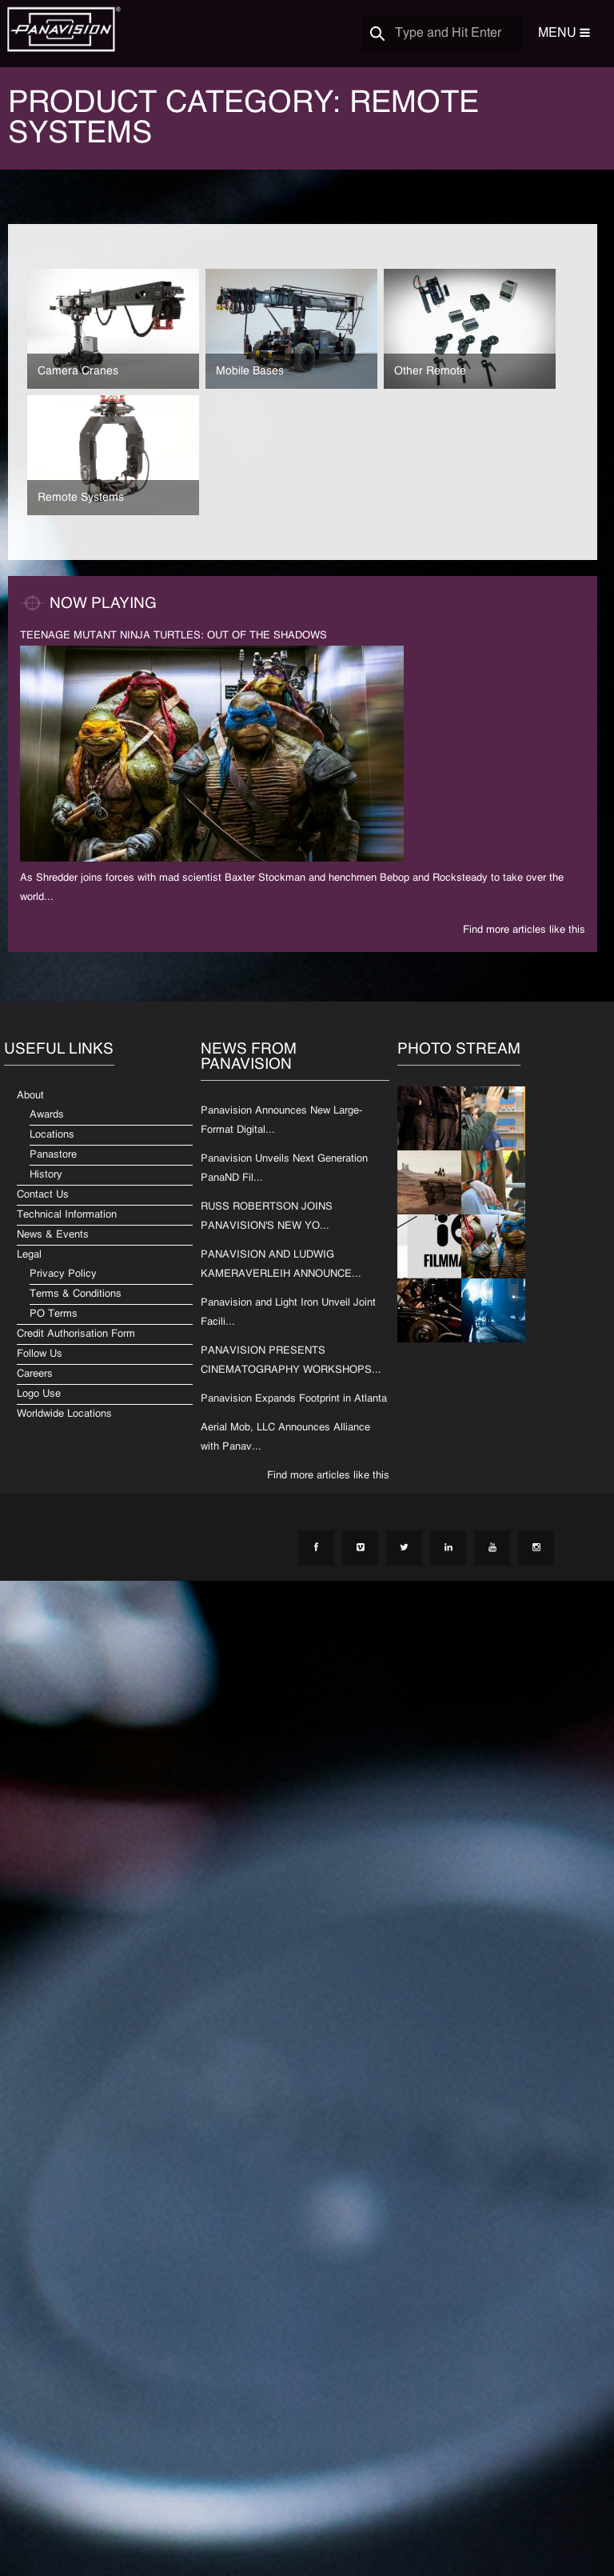 PANAVISION®
Type and Hit Enter
MENU
PRODUCT CATEGORY: REMOTE
SYSTEMS
Camera Cranes
Mobile Bases
Other Remote
Remote Systems
NOW PLAYING
TEENAGE MUTANT NINJA TURTLES: OUT OF THE SHADOWS
As Shredder joins forces with mad scientist Baxter Stockman and henchmen Bebop and Rocksteady to take over the
world...
Find more articles like this
USEFUL LINKS
About
Awards
Locations
Panastore
History
Contact Us
Technical Information
News & Events
Legal
Privacy Policy
Terms & Conditions
PO Terms
Credit Authorisation Form
Follow Us
Careers
Logo Use
Worldwide Locations
NEWS FROM
PANAVISION
Panavision Announces New Large-
Format Digital...
Panavision Unveils Next Generation
PanaND Fil...
RUSS ROBERTSON JOINS
PANAVISION'S NEW YO...
PANAVISION AND LUDWIG
KAMERAVERLEIH ANNOUNCE...
Panavision and Light Iron Unveil Joint
Facili...
PANAVISION PRESENTS
CINEMATOGRAPHY WORKSHOPS...
Panavision Expands Footprint in Atlanta
Aerial Mob, LLC Announces Alliance
with Panav...
Find more articles like this
PHOTO STREAM
FILMMA